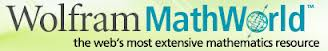 Wolfram MathWorld™
the web's most extensive mathematics resource